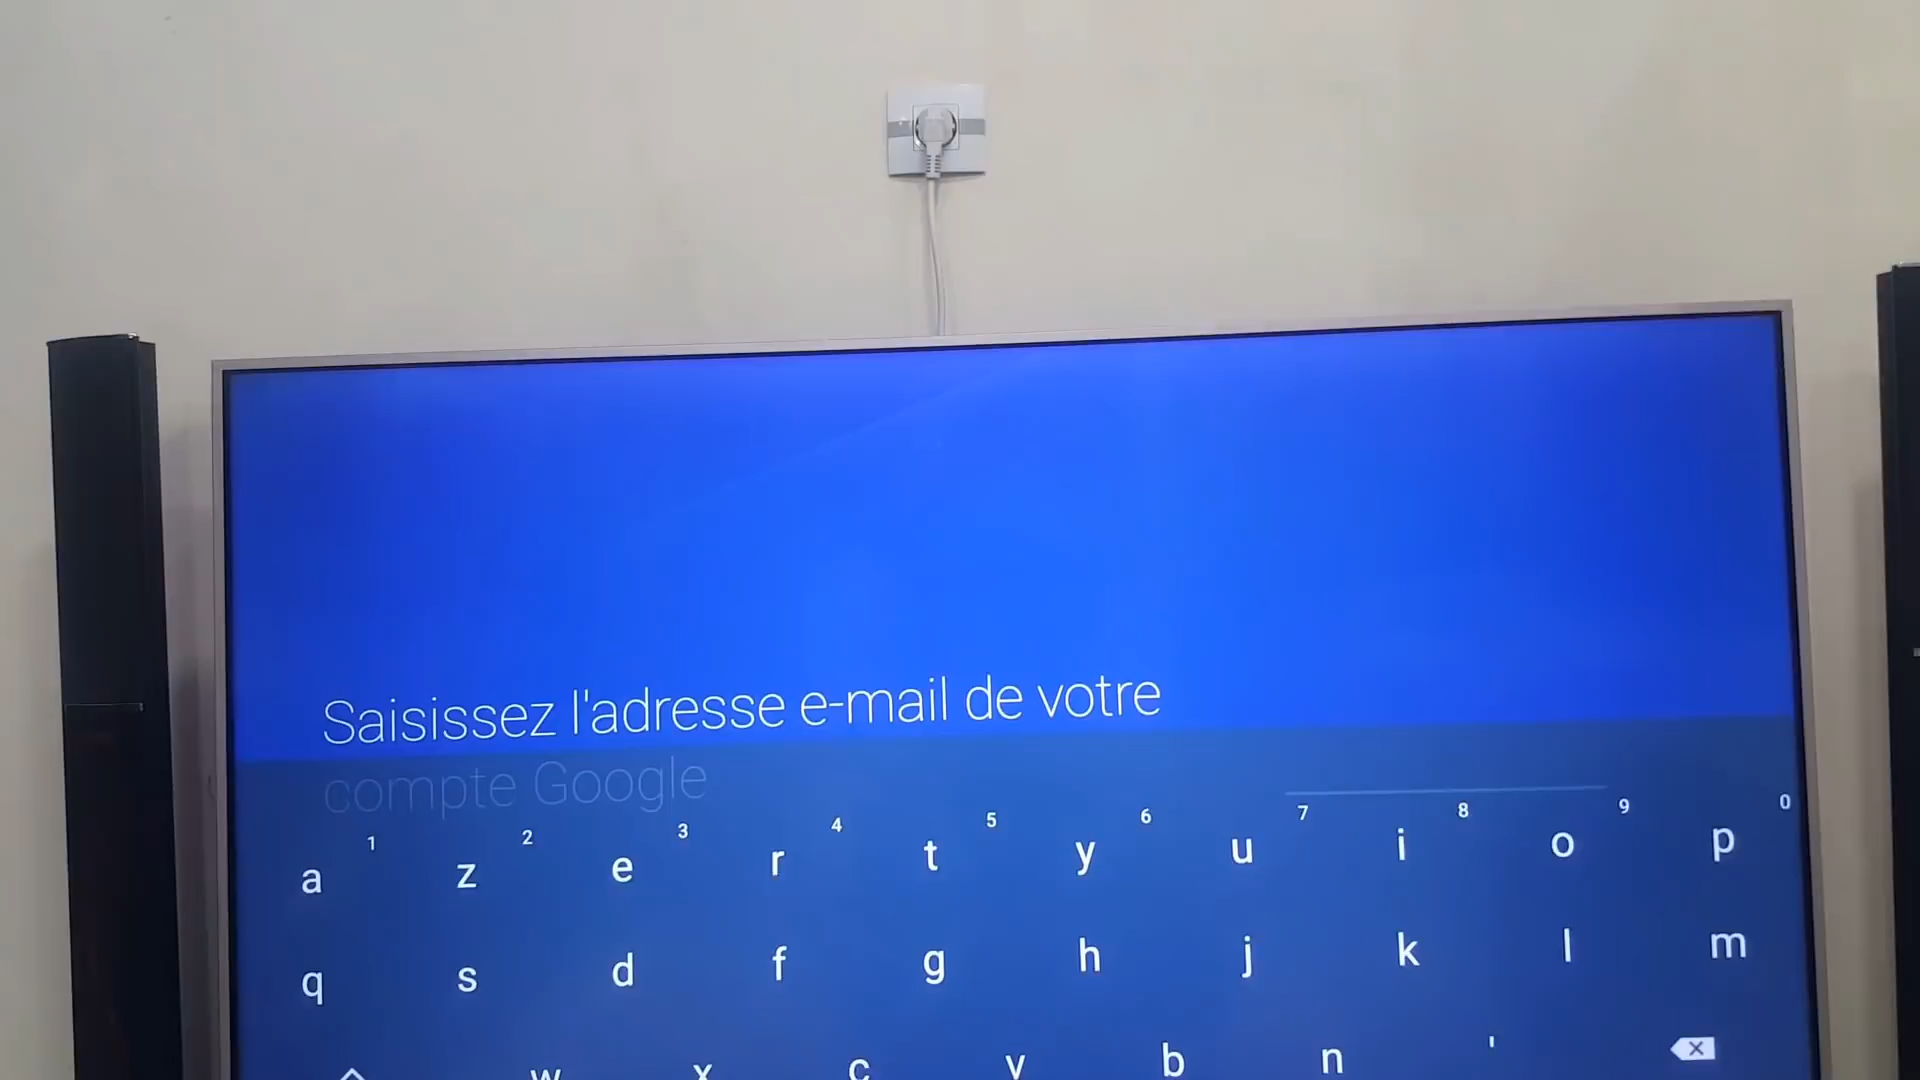 Saisissez l'adresse e-mail de votre
compte Google
1 2 3 4 5 6 7 8 9 0
a z e r t y u i o p
q s d f g h j k l m
w x c v b n '